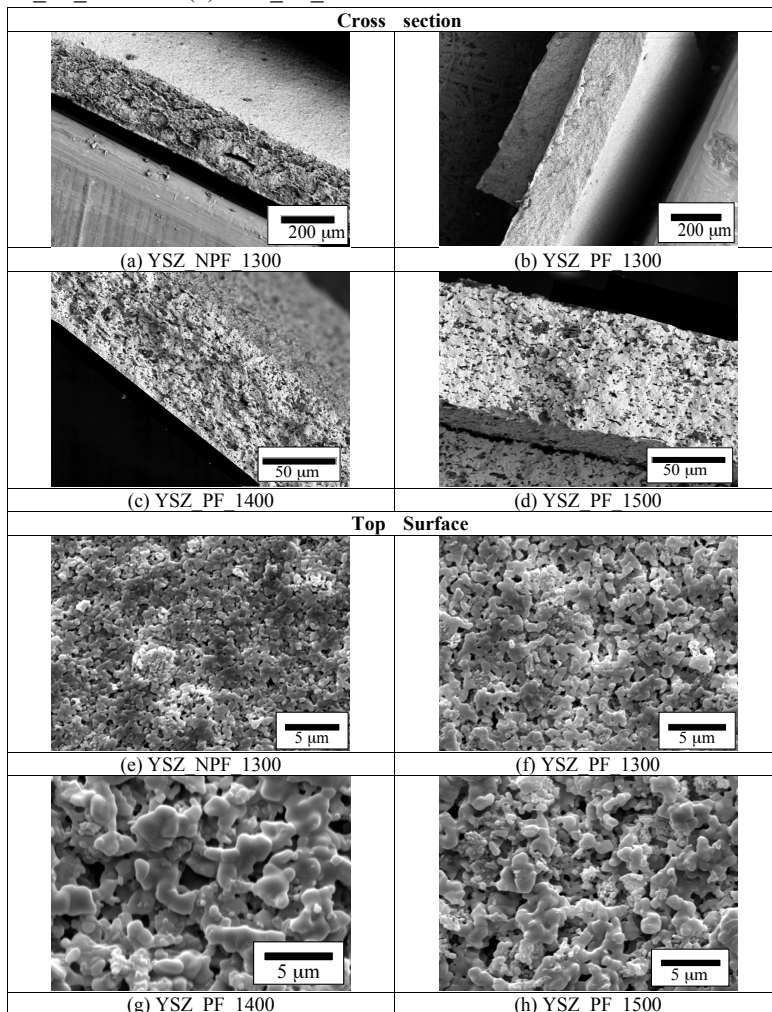 Cross section
200 μm
200 μm
(a) YSZ_NPF_1300
(b) YSZ_PF_1300
50 μm
50 μm
(c) YSZ_PF_1400
(d) YSZ_PF_1500
Top Surface
5 μm
5 μm
(e) YSZ_NPF_1300
(f) YSZ_PF_1300
5 μm
5 μm
(g) YSZ_PF_1400
(h) YSZ_PF_1500